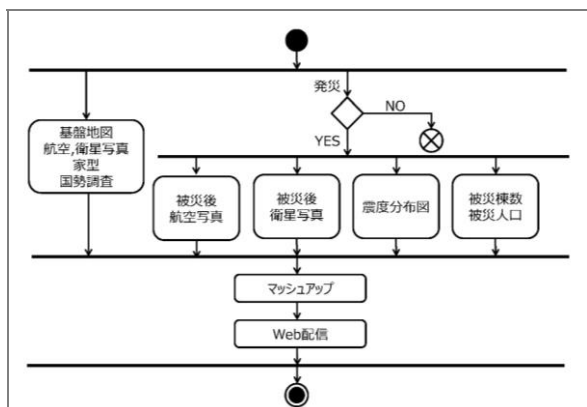 発災
NO
YES
基盤地図
航空,衛星写真
家型
国勢調査
被災後
航空写真
被災後
衛星写真
震度分布図
被災棟数
被災人口
マッシュアップ
Web配信